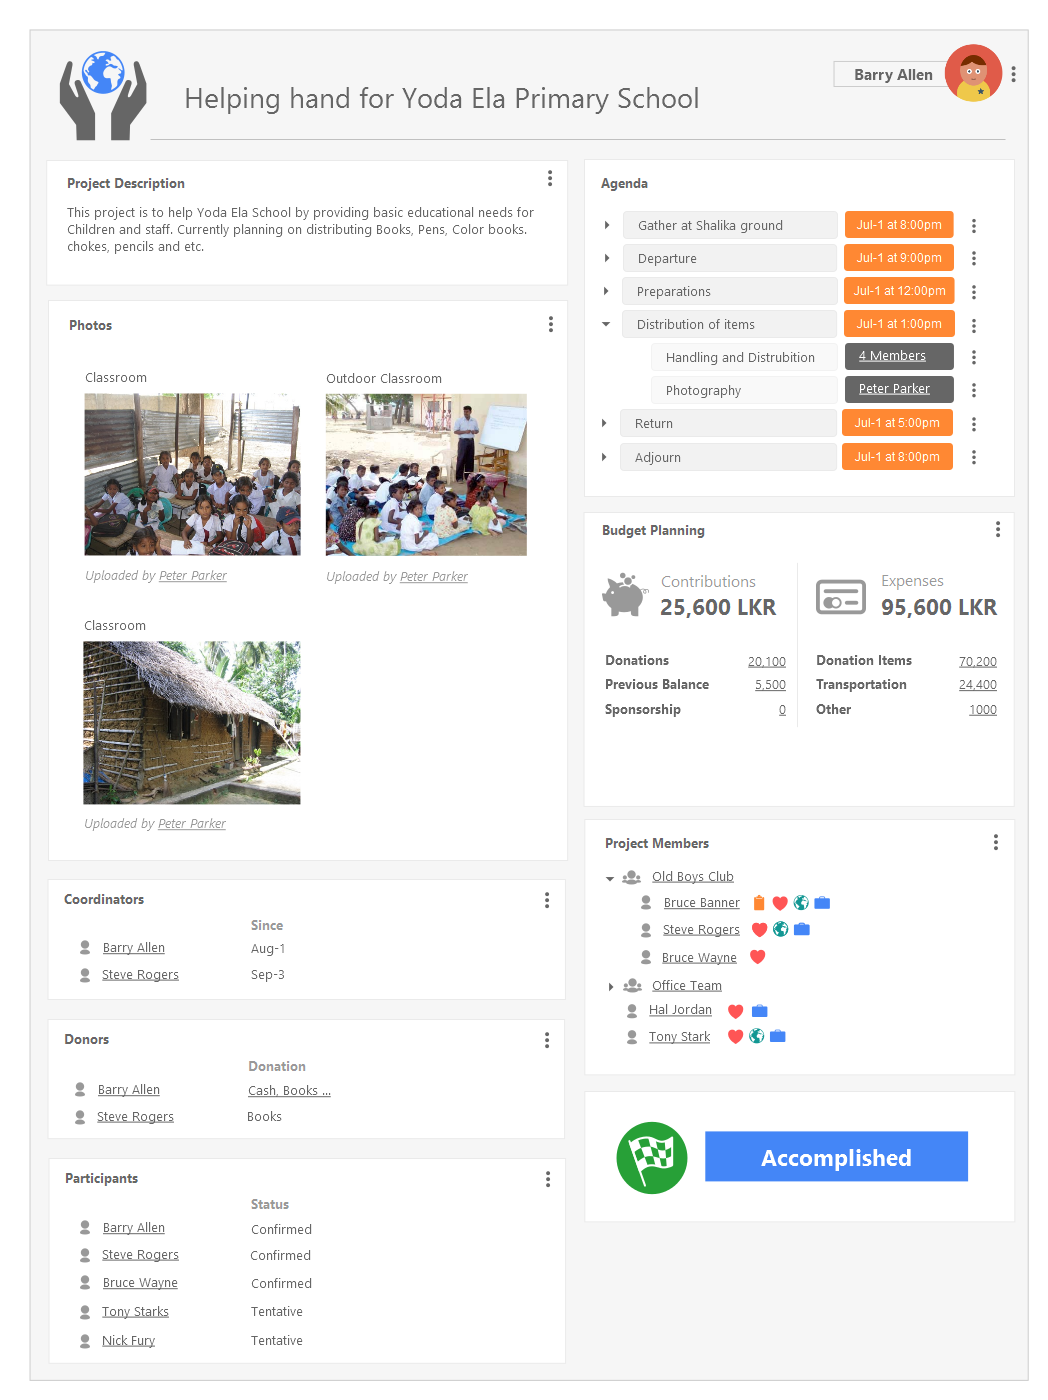 Barry Allen
Helping hand for Yoda Ela Primary School
Project Description
This project is to help Yoda Ela School by providing basic educational needs for
Children and staff. Currently planning on distributing Books, Pens, Color books.
chokes, pencils and etc.
Photos
Classroom
Outdoor Classroom
Uploaded by Peter Parker
Uploaded by Peter Parker
Classroom
Uploaded by Peter Parker
Coordinators
Since
Barry Allen Aug-1
Steve Rogers Sep-3
Donors
Donation
Barry Allen Cash, Books ...
Steve Rogers Books
Participants
Status
Barry Allen Confirmed
Steve Rogers Confirmed
Bruce Wayne Confirmed
Tony Starks Tentative
Nick Fury Tentative
Agenda
Gather at Shalika ground Jul-1 at 8:00pm
Departure Jul-1 at 9:00pm
Preparations Jul-1 at 12:00pm
Distribution of items Jul-1 at 1:00pm
Handling and Distrubition 4 Members
Photography Peter Parker
Return Jul-1 at 5:00pm
Adjourn Jul-1 at 8:00pm
Budget Planning
Contributions
25,600 LKR
Expenses
95,600 LKR
Donations 20,100
Previous Balance 5,500
Sponsorship 0
Donation Items 70,200
Transportation 24,400
Other 1000
Project Members
Old Boys Club
Bruce Banner
Steve Rogers
Bruce Wayne
Office Team
Hal Jordan
Tony Stark
Accomplished